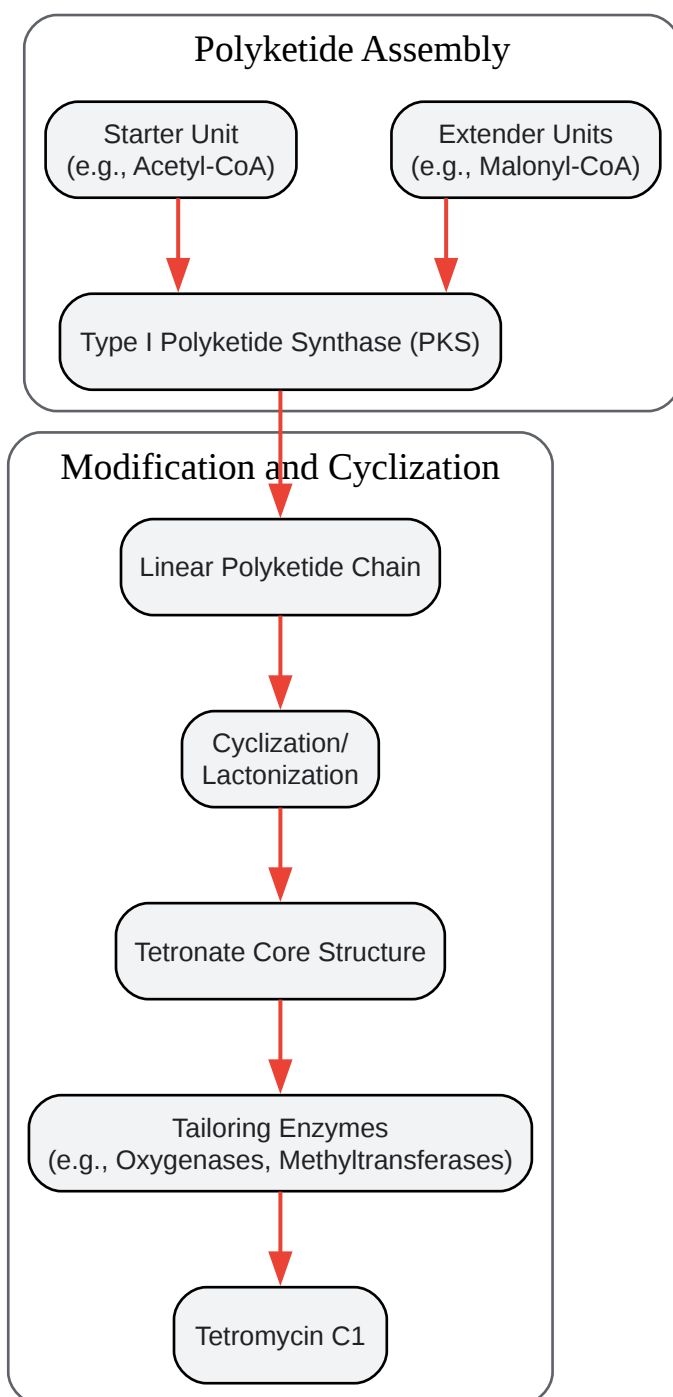 Polyketide Assembly
Starter Unit
(e.g., Acetyl-CoA)
Extender Units
(e.g., Malonyl-CoA)
Type I Polyketide Synthase (PKS)
Modification and Cyclization
Linear Polyketide Chain
Cyclization/
Lactonization
Tetronate Core Structure
Tailoring Enzymes
(e.g., Oxygenases, Methyltransferases)
Tetromycin C1